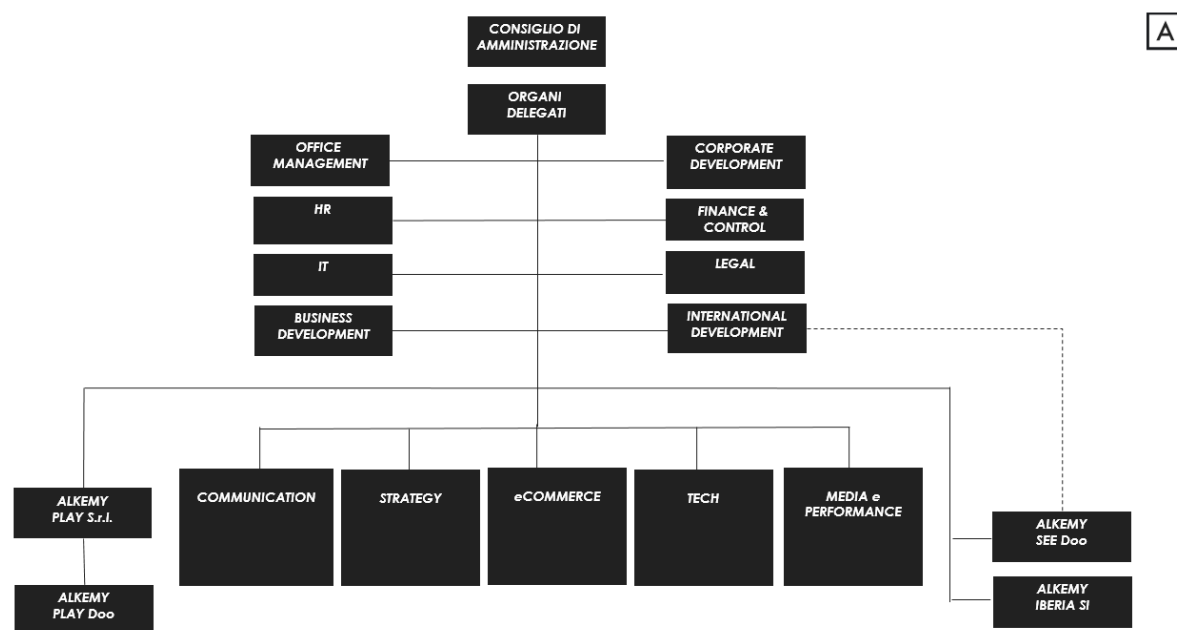 CONSIGLIO DI
AMMINISTRAZIONE
A
ORGANI
DELEGATI
OFFICE
MANAGEMENT
CORPORATE
DEVELOPMENT
HR
FINANCE &
CONTROL
IT
LEGAL
BUSINESS
DEVELOPMENT
INTERNATIONAL
DEVELOPMENT
COMMUNICATION
STRATEGY
eCOMMERCE
TECH
MEDIA e
PERFORMANCE
ALKEMY
PLAY S.r.l.
ALKEMY
SEE Doo
ALKEMY
PLAY Doo
ALKEMY
IBERIA Sl